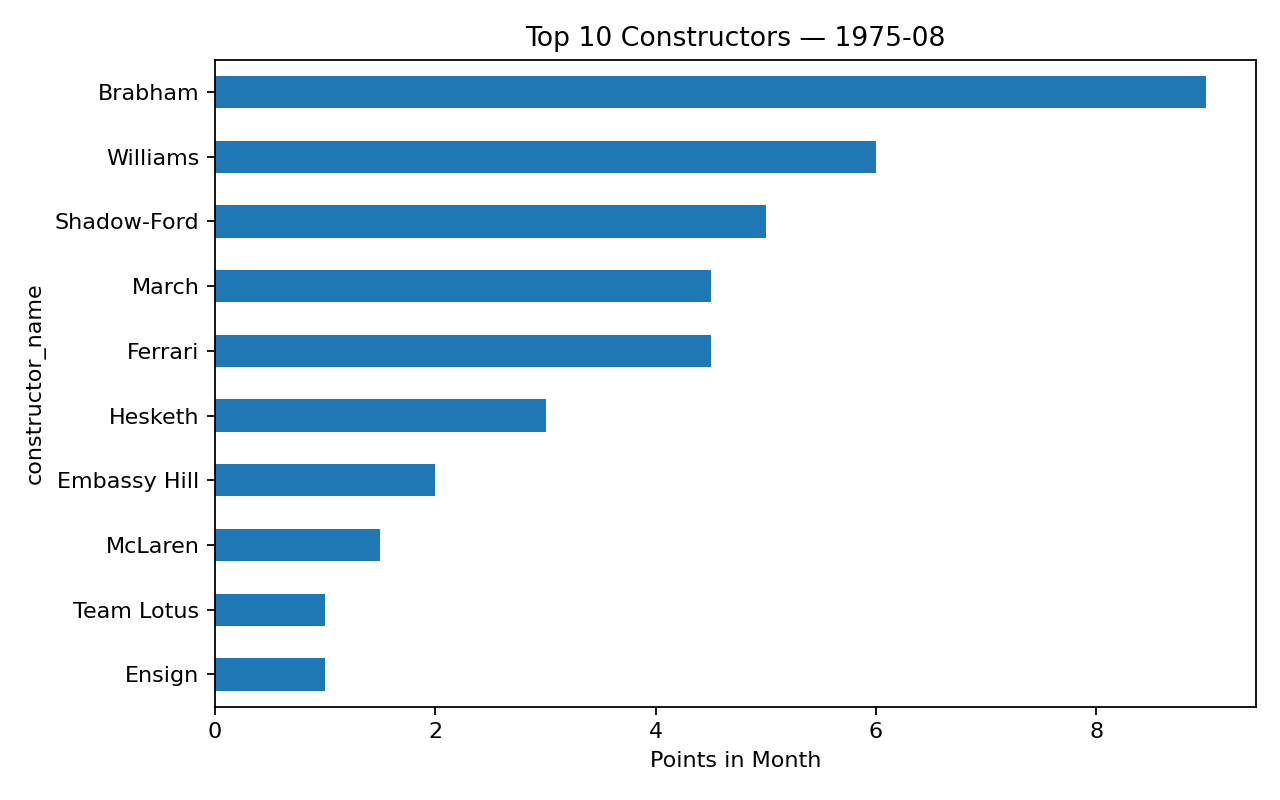 Top 10 Constructors — 1975-08
constructor_name
Brabham
Williams
Shadow-Ford
March
Ferrari
Hesketh
Embassy Hill
McLaren
Team Lotus
Ensign
0 2 4 6 8
Points in Month